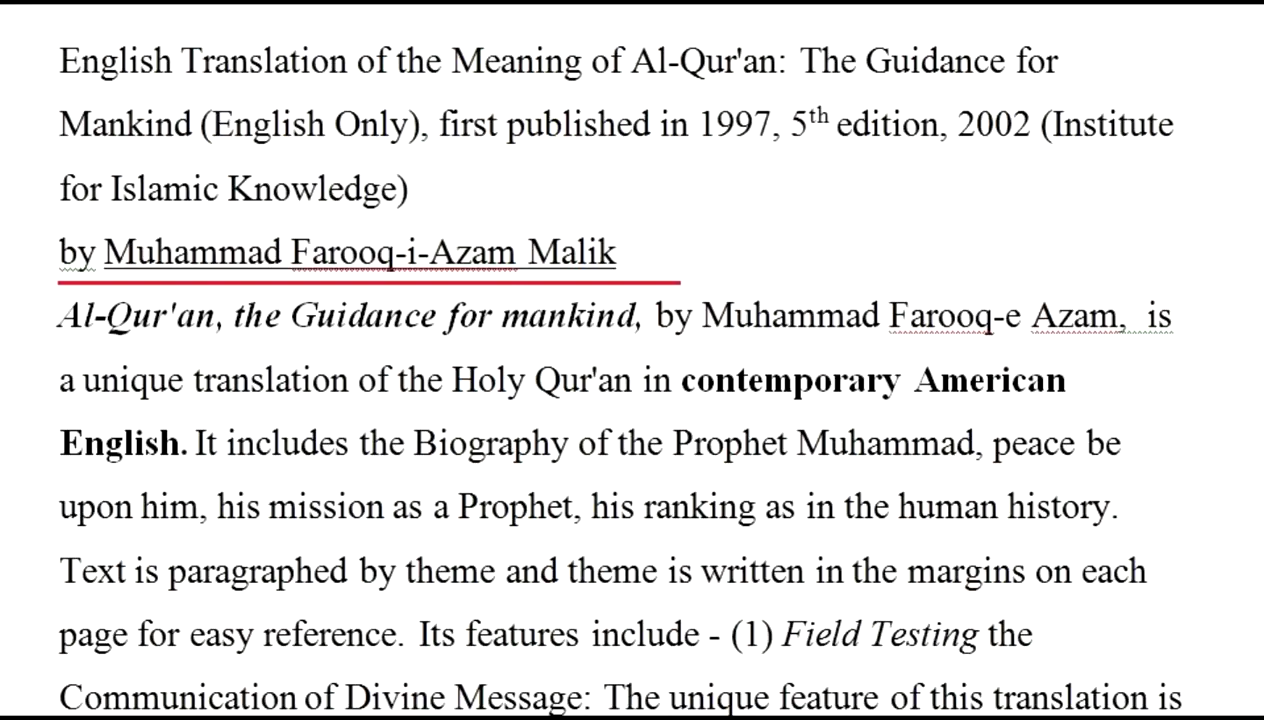 English Translation of the Meaning of Al-Qur'an: The Guidance for
Mankind (English Only), first published in 1997, 5th edition, 2002 (Institute
for Islamic Knowledge)
by Muhammad Farooq-i-Azam Malik
Al-Qur'an, the Guidance for mankind, by Muhammad Farooq-e Azam, is
a unique translation of the Holy Qur'an in contemporary American
English. It includes the Biography of the Prophet Muhammad, peace be
upon him, his mission as a Prophet, his ranking as in the human history.
Text is paragraphed by theme and theme is written in the margins on each
page for easy reference. Its features include - (1) Field Testing the
Communication of Divine Message: The unique feature of this translation is